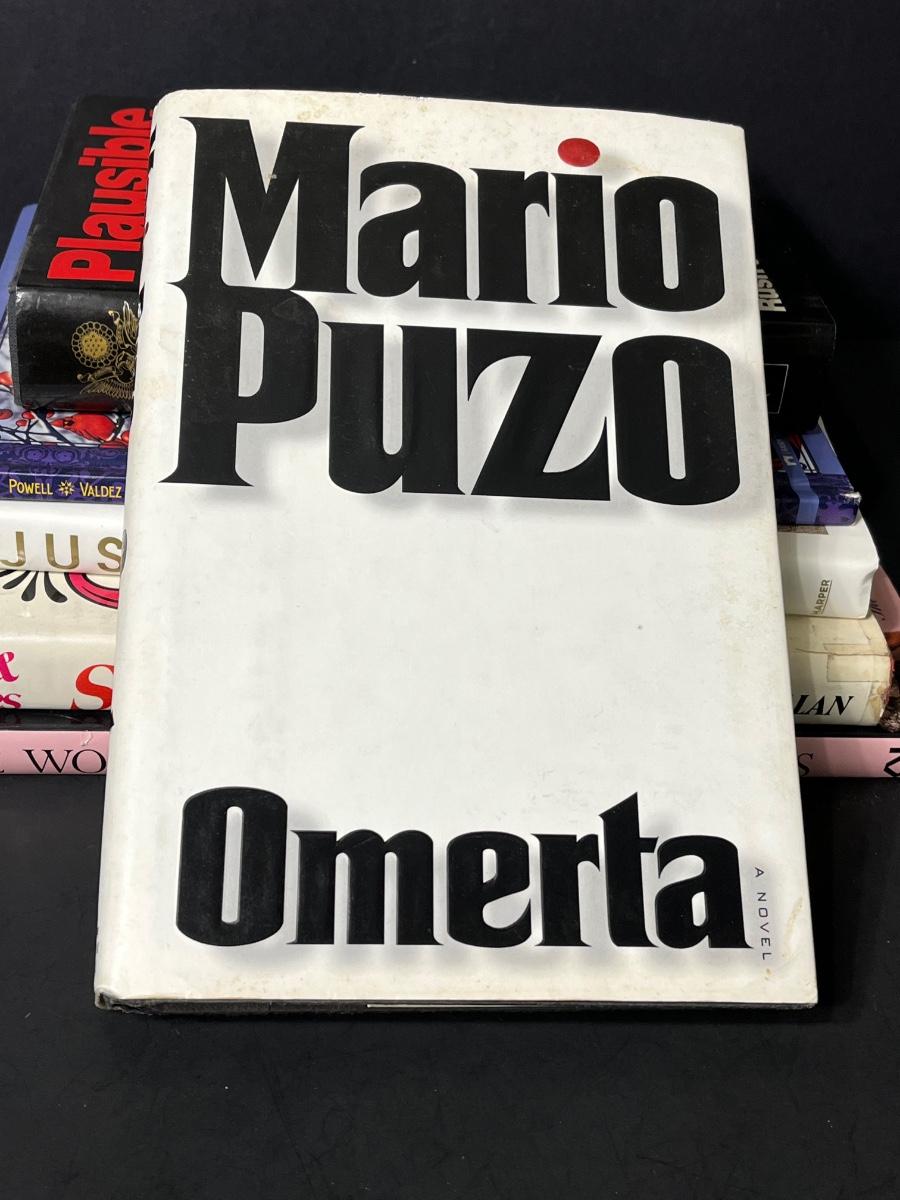 Mario
Puzo
Omerta
A NOVEL
Plausible
POWELL VALDEZ
JUS
&
S
WO
HARPER
LAN
S